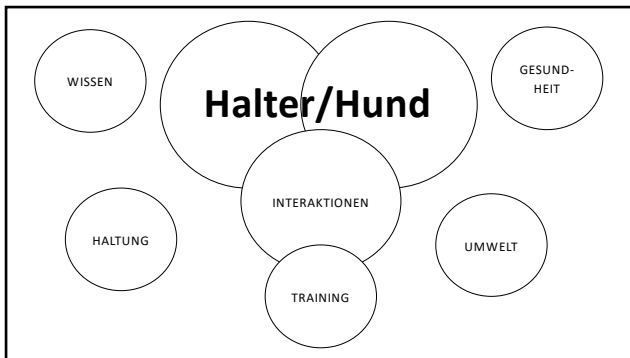 WISSEN
Halter/Hund
GESUND-
HEIT
INTERAKTIONEN
HALTUNG
UMWELT
TRAINING